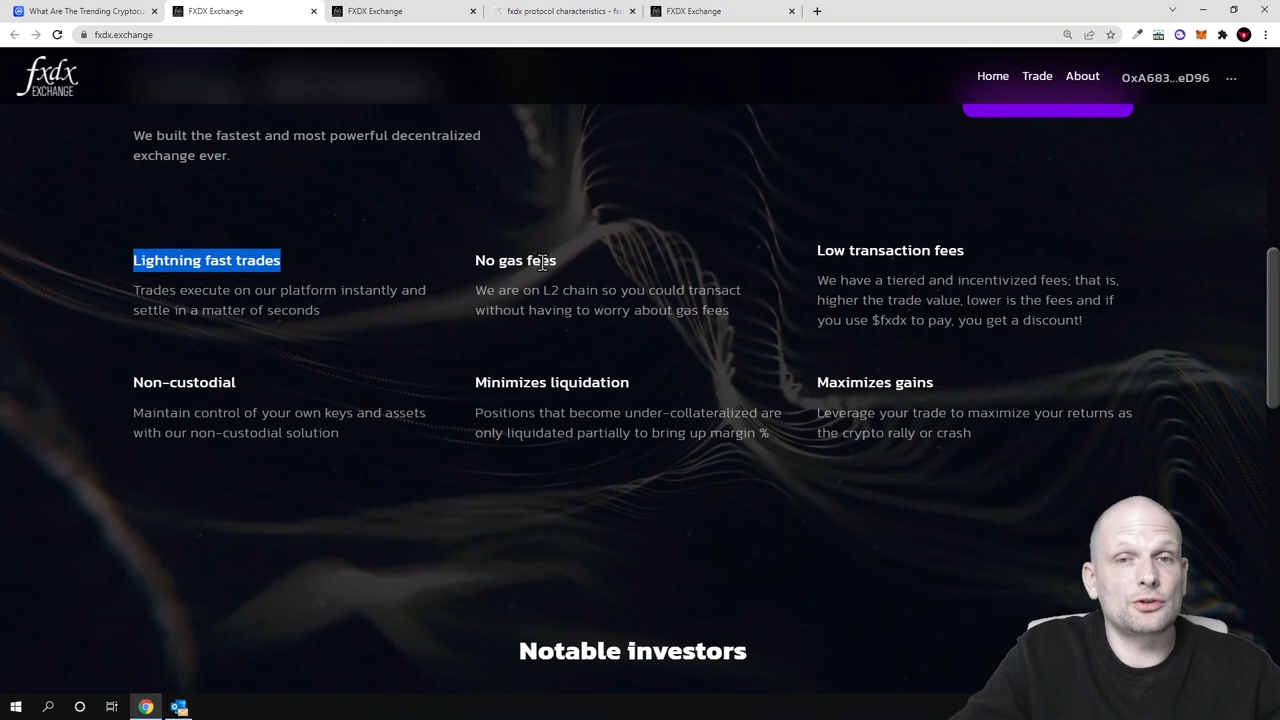 What Are The Trending Cryptocu
FXDX Exchange
FXDX Exchange
fxdx protocol characteristics - fxd
FXDX Exchange
fxdx.exchange
fxdx
EXCHANGE
Home
Trade
About
0xA683...eD96
We built the fastest and most powerful decentralized
exchange ever.
Lightning fast trades
Trades execute on our platform instantly and
settle in a matter of seconds
No gas fees
We are on L2 chain so you could transact
without having to worry about gas fees
Low transaction fees
We have a tiered and incentivized fees; that is,
higher the trade value, lower is the fees and if
you use $fxdx to pay, you get a discount!
Non-custodial
Maintain control of your own keys and assets
with our non-custodial solution
Minimizes liquidation
Positions that become under-collateralized are
only liquidated partially to bring up margin %
Maximizes gains
Leverage your trade to maximize your returns as
the crypto rally or crash
Notable investors